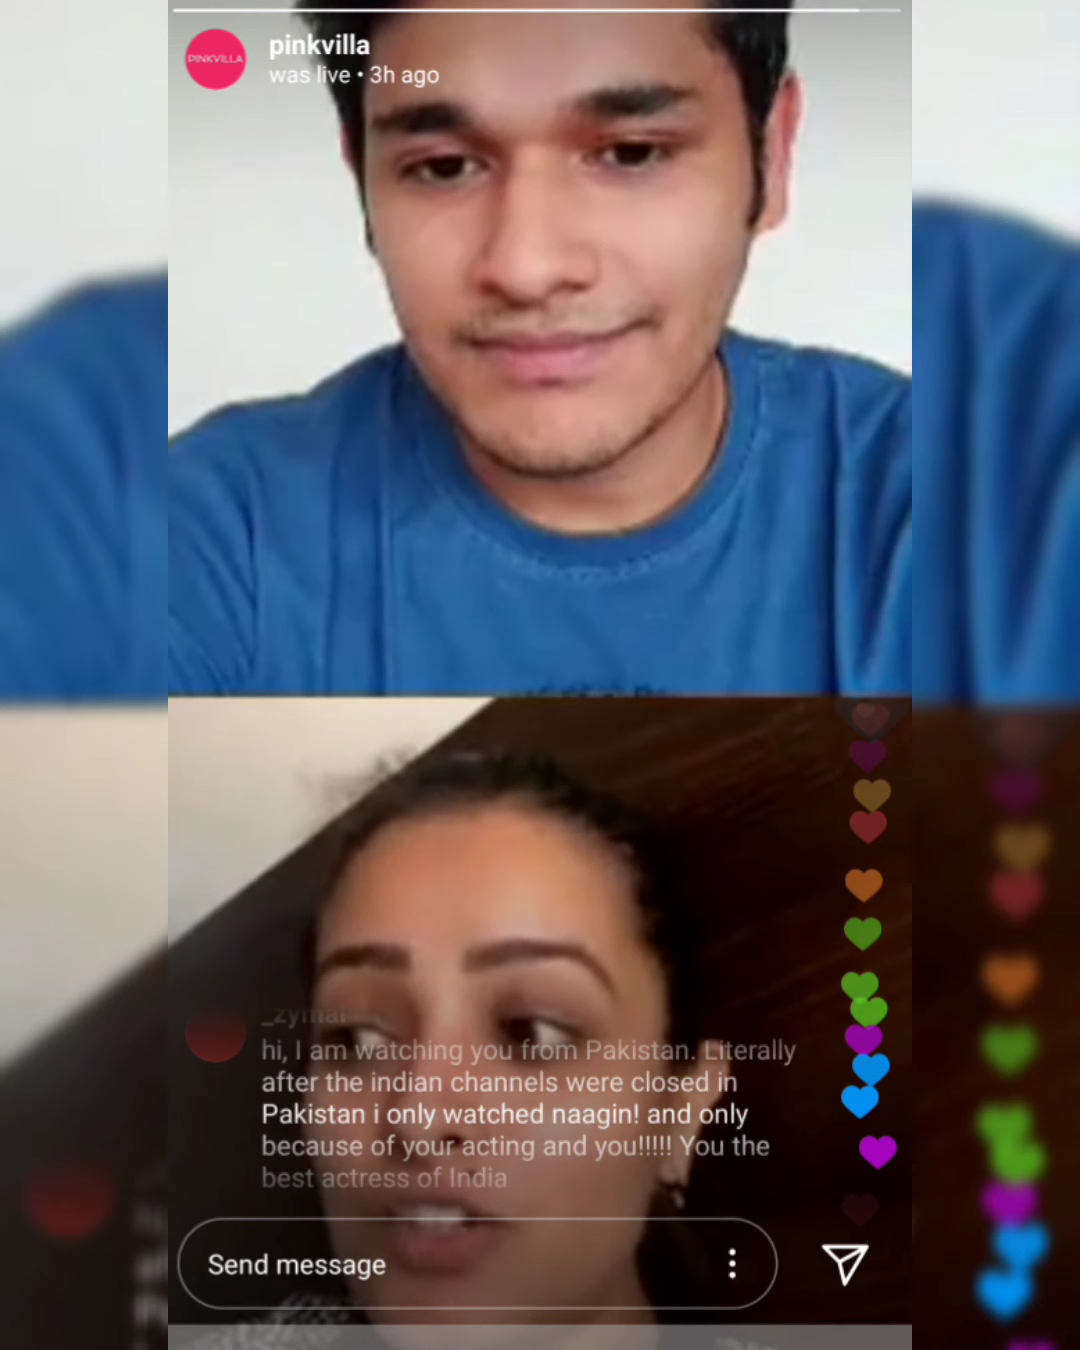 PINKVILLA
pinkvilla
was live • 3h ago
_zymal
hi, I am watching you from Pakistan. Literally
after the indian channels were closed in
Pakistan i only watched naagin! and only
because of your acting and you!!!!! You the
best actress of India
Send message